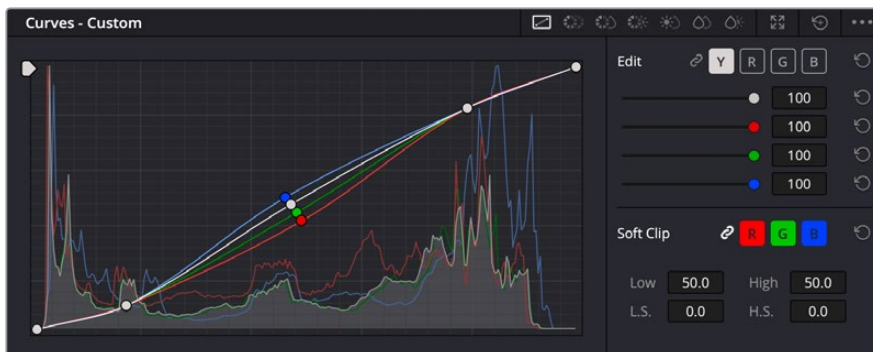 Curves - Custom
Edit Y R G B
100
100
100
100
Soft Clip R G B
Low 50.0 High 50.0
L.S. 0.0 H.S. 0.0